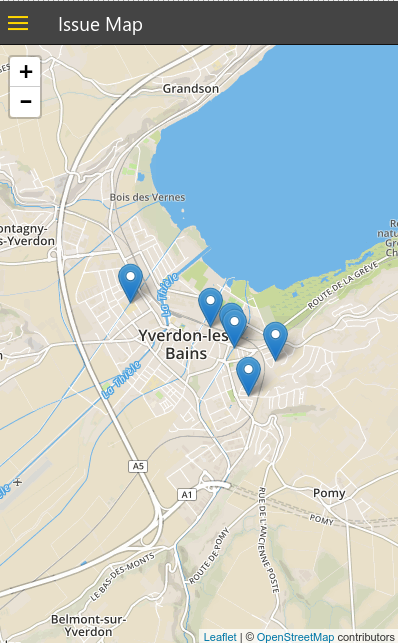 Issue Map
+
-
Grandson
Bois des Vernes
ontagny-
s-Yverdon
Re
natu
Gr
Ch
ROUTE DE LA GRÈVE
La Thièle
Yverdon-les-
Bains
La Thièle
A5
A1
Pomy
POMY
RUE DE L'ANCIENNE POSTE
ROUTE DE POMY
LE BAS-DES-MONTS
Belmont-sur-
Yverdon
Leaflet | © OpenStreetMap contributors